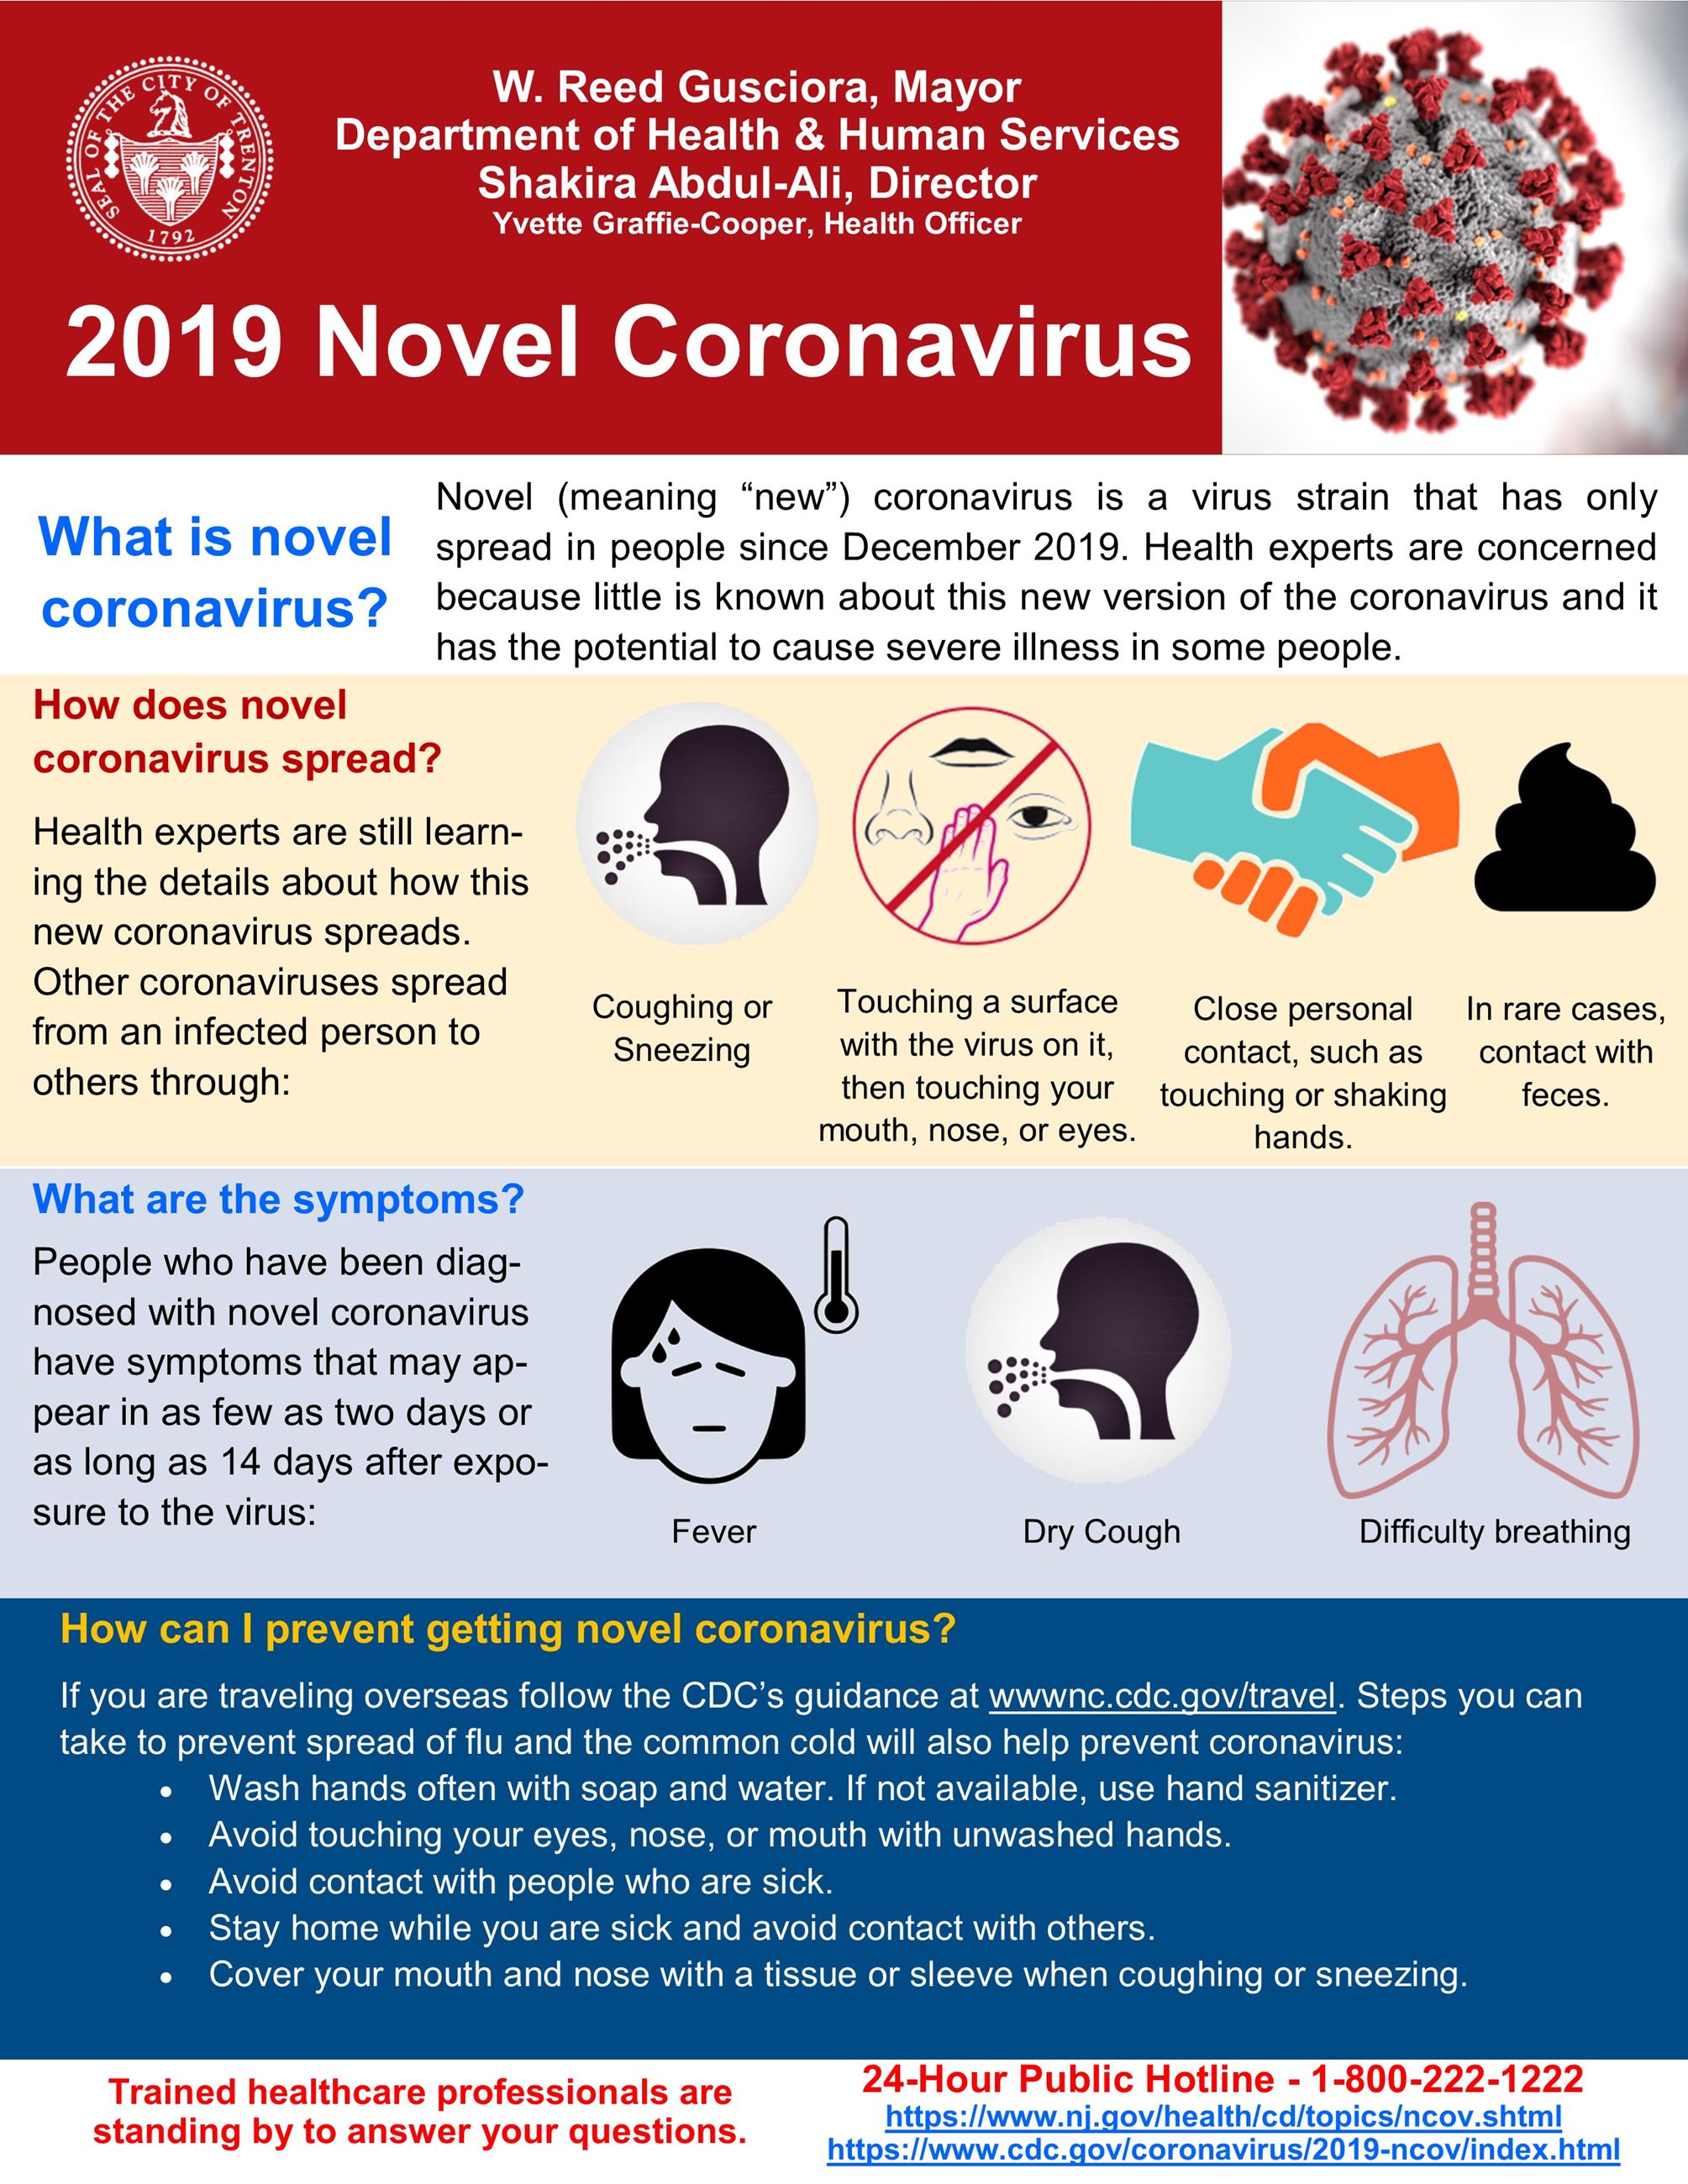 SEAL OF THE CITY OF TRENTON
1792
W. Reed Gusciora, Mayor
Department of Health & Human Services
Shakira Abdul-Ali, Director
Yvette Graffie-Cooper, Health Officer
2019 Novel Coronavirus
What is novel
coronavirus?
Novel (meaning “new”) coronavirus is a virus strain that has only
spread in people since December 2019. Health experts are concerned
because little is known about this new version of the coronavirus and it
has the potential to cause severe illness in some people.
How does novel
coronavirus spread?
Health experts are still learn-
ing the details about how this
new coronavirus spreads.
Other coronaviruses spread
from an infected person to
others through:
Coughing or
Sneezing
Touching a surface
with the virus on it,
then touching your
mouth, nose, or eyes.
Close personal
contact, such as
touching or shaking
hands.
In rare cases,
contact with
feces.
What are the symptoms?
People who have been diag-
nosed with novel coronavirus
have symptoms that may ap-
pear in as few as two days or
as long as 14 days after expo-
sure to the virus:
Fever
Dry Cough
Difficulty breathing
How can I prevent getting novel coronavirus?
If you are traveling overseas follow the CDC’s guidance at wwwnc.cdc.gov/travel. Steps you can
take to prevent spread of flu and the common cold will also help prevent coronavirus:
• Wash hands often with soap and water. If not available, use hand sanitizer.
• Avoid touching your eyes, nose, or mouth with unwashed hands.
• Avoid contact with people who are sick.
• Stay home while you are sick and avoid contact with others.
• Cover your mouth and nose with a tissue or sleeve when coughing or sneezing.
Trained healthcare professionals are
standing by to answer your questions.
24-Hour Public Hotline - 1-800-222-1222
https://www.nj.gov/health/cd/topics/ncov.shtml
https://www.cdc.gov/coronavirus/2019-ncov/index.html